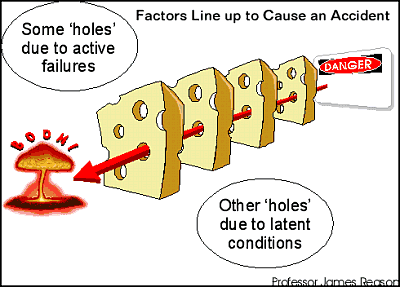 Factors Line up to Cause an Accident
Some ‘holes’
due to active
failures
DANGER
BOOM!
Other ‘holes’
due to latent
conditions
Professor James Reason